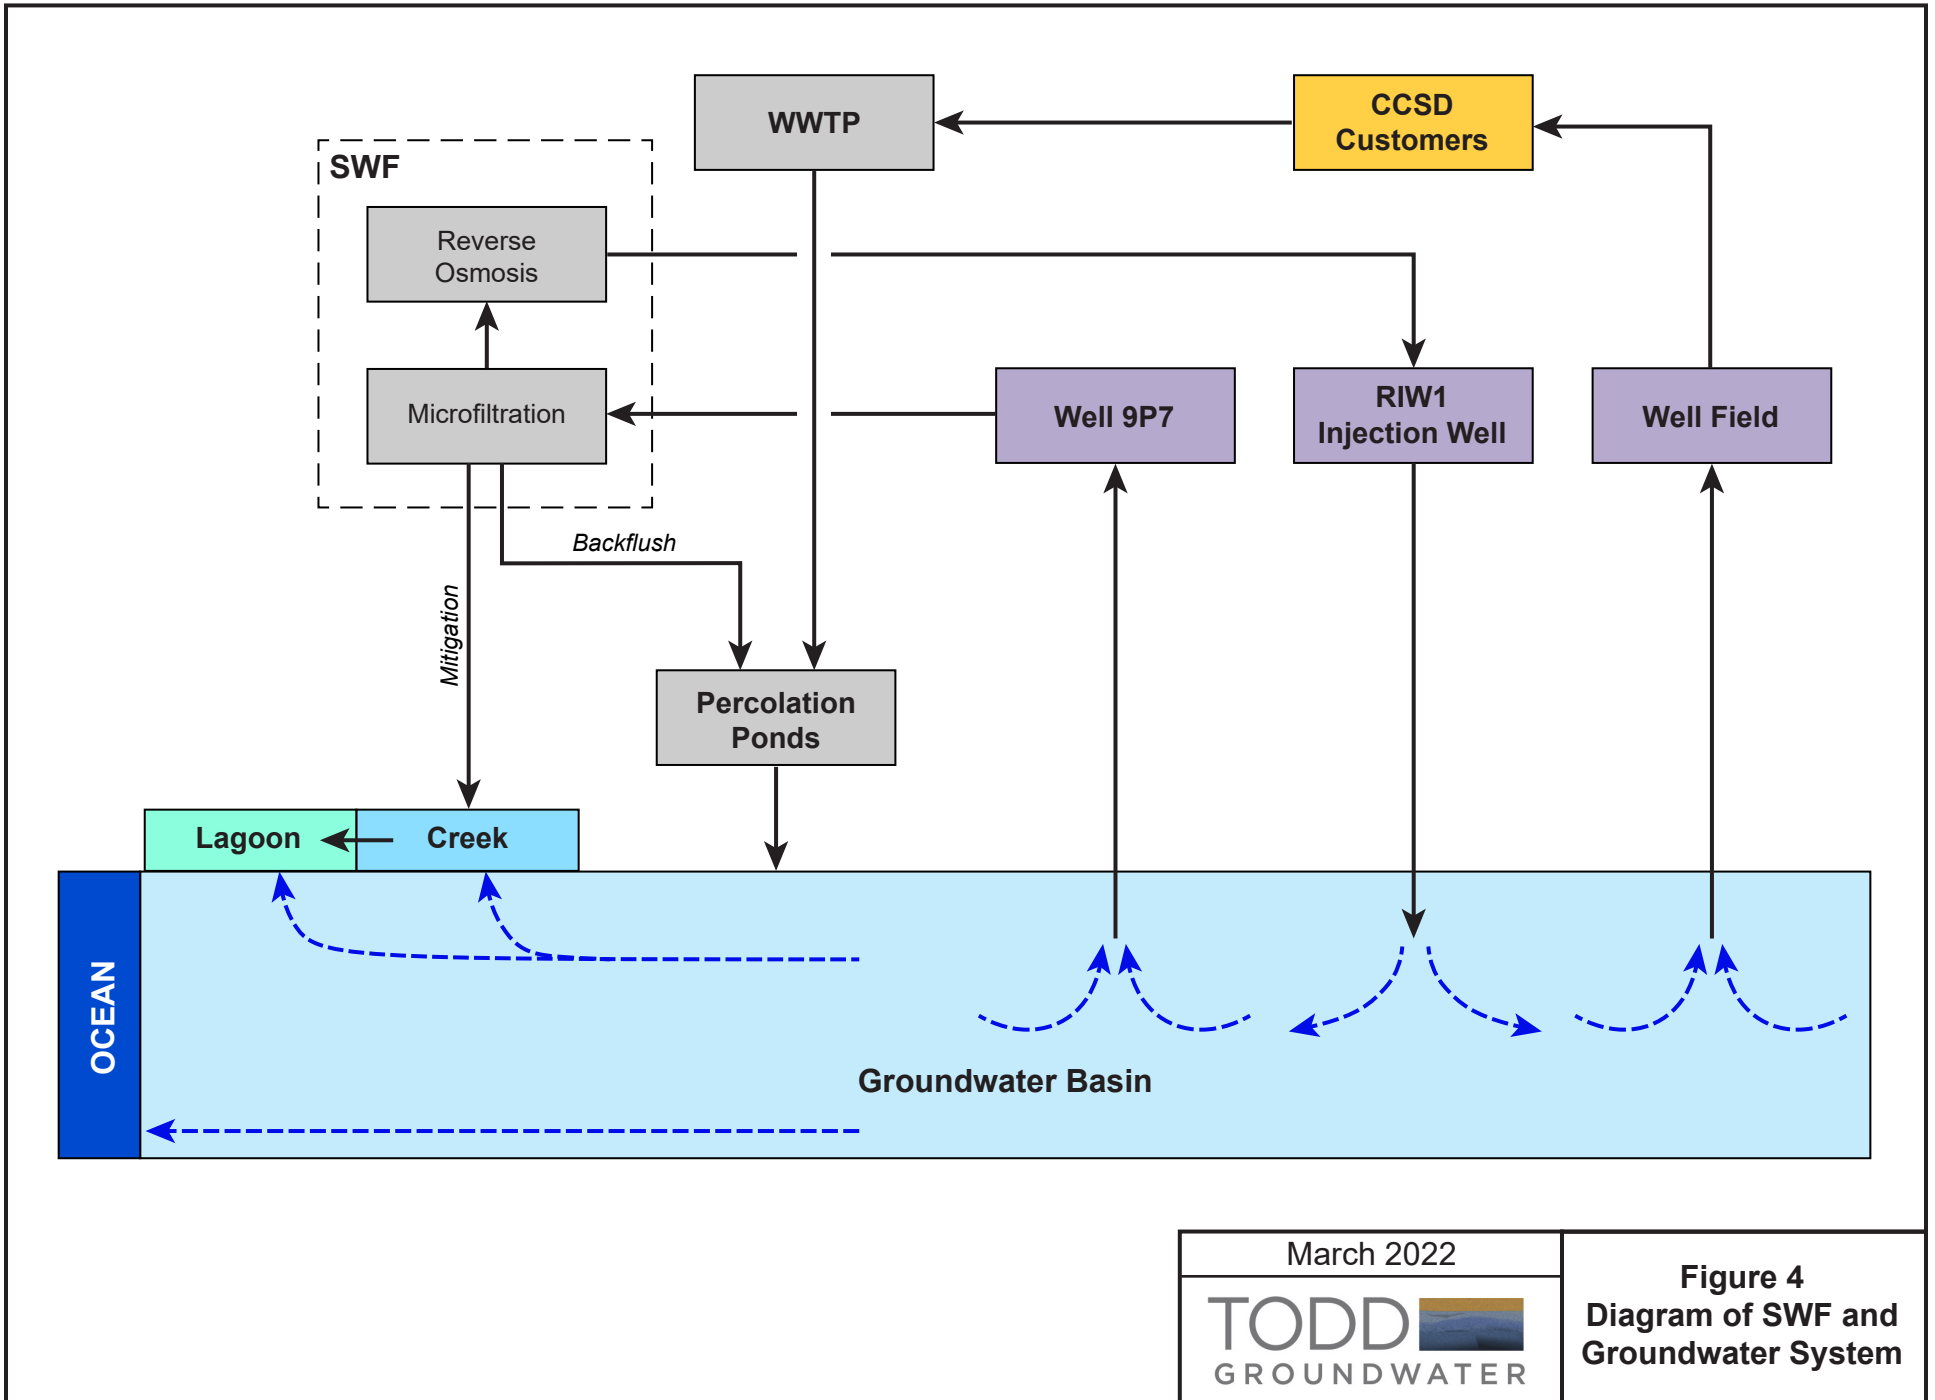 WWTP
CCSD
Customers
SWF
Reverse
Osmosis
Microfiltration
Well 9P7
RIW1
Injection Well
Well Field
Backflush
Mitigation
Percolation
Ponds
Lagoon
Creek
OCEAN
Groundwater Basin
March 2022
TODD
GROUNDWATER
Figure 4
Diagram of SWF and
Groundwater System